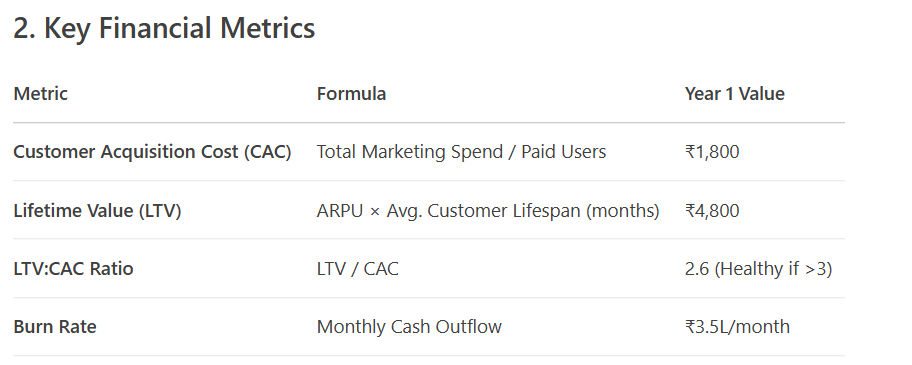 2. Key Financial Metrics
Metric Formula Year 1 Value
Customer Acquisition Cost (CAC) Total Marketing Spend / Paid Users ₹1,800
Lifetime Value (LTV) ARPU × Avg. Customer Lifespan (months) ₹4,800
LTV:CAC Ratio LTV / CAC 2.6 (Healthy if >3)
Burn Rate Monthly Cash Outflow ₹3.5L/month